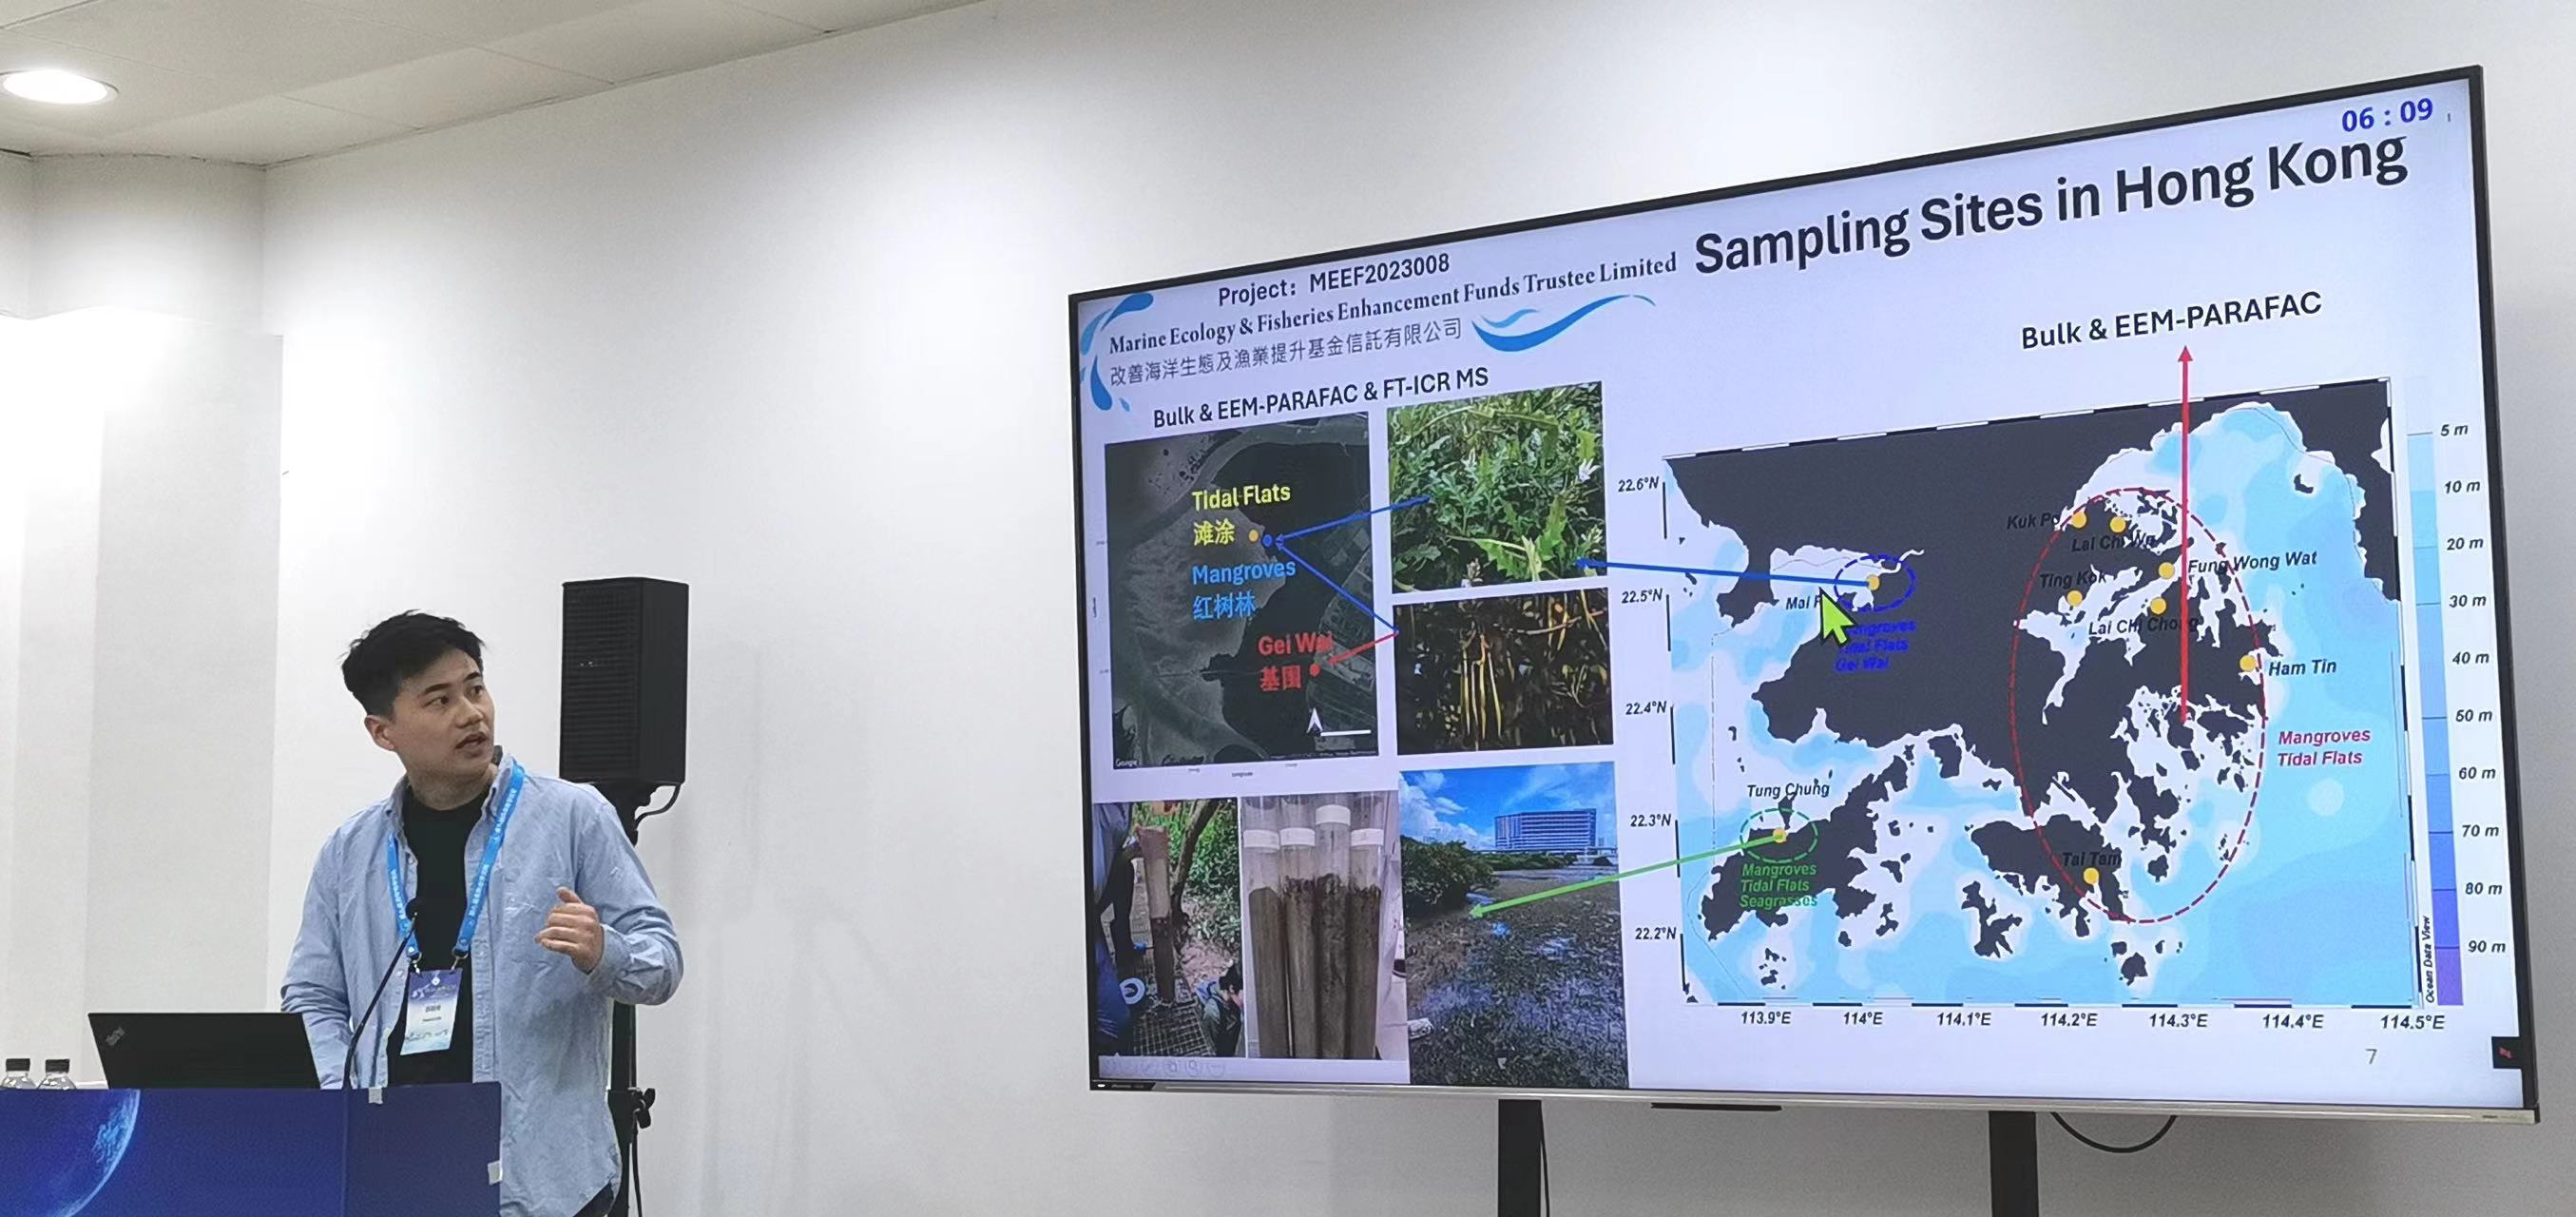 06 : 09
Sampling Sites in Hong Kong
Project: MEEF2023008
Marine Ecology & Fisheries Enhancement Funds Trustee Limited
改善海洋生態及漁業提升基金信託有限公司
Bulk & EEM-PARAFAC & FT-ICR MS
Bulk & EEM-PARAFAC
Tidal Flats
滩涂
Mangroves
红树林
Gei Wai
基围
Google
22.6°N
22.5°N
22.4°N
22.3°N
22.2°N
Kuk Po
Lai Chi Wo
Fung Wong Wat
Ting Kok
Lai Chi Chong
Mai
Mangroves
Tidal Flats
Gei Wai
Ham Tin
Mangroves
Tidal Flats
Tung Chung
Mangroves
Tidal Flats
Seagrasses
Tai Tam
5 m
10 m
20 m
30 m
40 m
50 m
60 m
70 m
80 m
90 m
Ocean Data View
113.9°E
114°E
114.1°E
114.2°E
114.3°E
114.4°E
114.5°E
7
ThinkPad